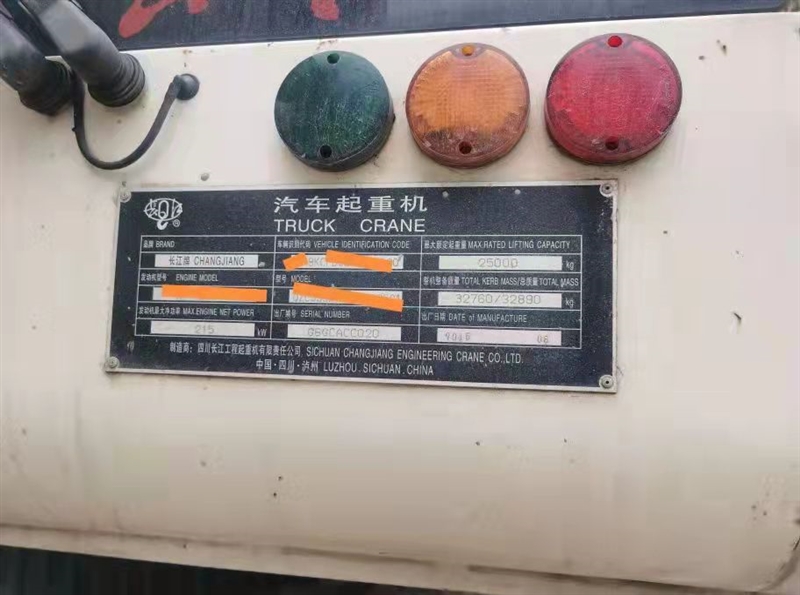 汽车起重机
TRUCK CRANE
品牌 BRAND
长江牌 CHANGJIANG
车辆识别代码 VEHICLE IDENTIFICATION CODE
最大额定起重量 MAX.RATED LIFTING CAPACITY
25000 kg
发动机型号 ENGINE MODEL
型号 MODEL
整机整备质量 TOTAL KERB MASS/总质量 TOTAL MASS
32760/32890 kg
发动机最大净功率 MAX.ENGINE NET POWER
215 kW
出厂编号 SERIAL NUMBER
出厂日期 DATE of MANUFACTURE
06
制造商：四川长江工程起重机有限责任公司 SICHUAN CHANGJIANG ENGINEERING CRANE CO.,LTD.
中国·四川·泸州 LUZHOU.SICHUAN.CHINA